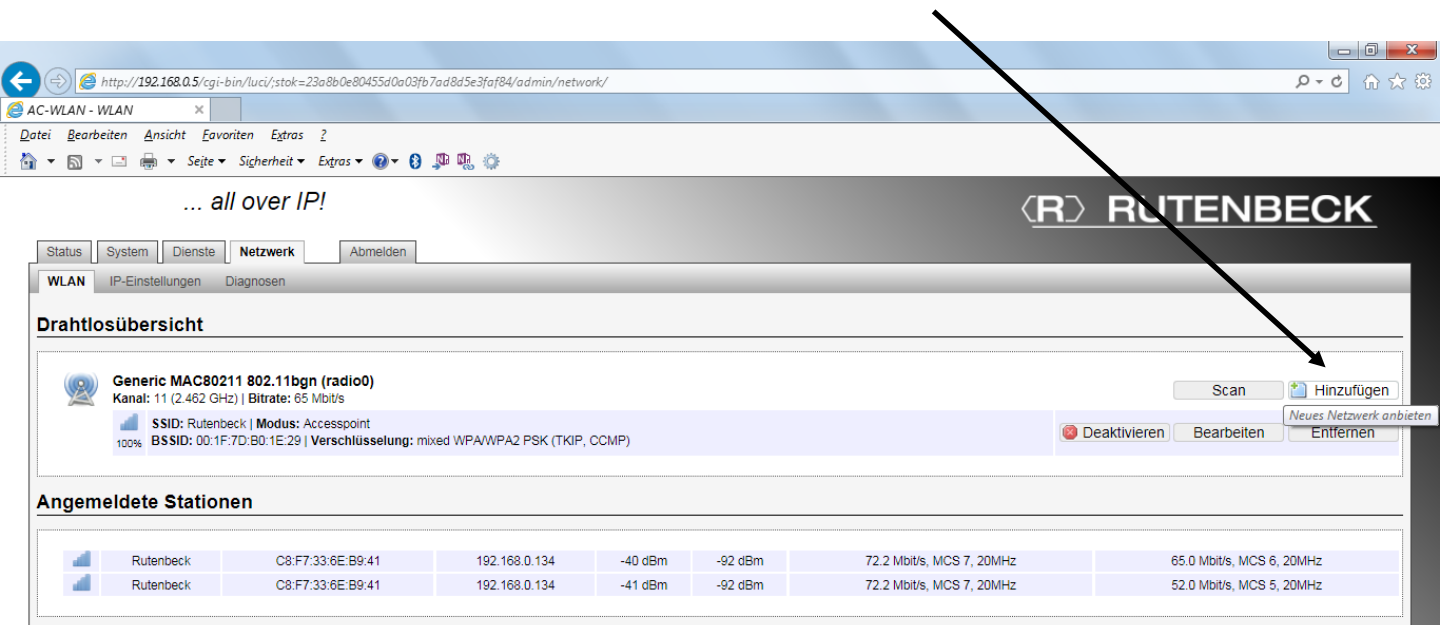 http://192.168.0.5/cgi-bin/luci/;stok=23a8b0e80455d0a03fb7ad8d5e3faf84/admin/network/
AC-WLAN - WLAN
Datei Bearbeiten Ansicht Favoriten Extras ?
Seite Sicherheit Extras
... all over IP!
R RUTENBECK
Status System Dienste Netzwerk Abmelden
WLAN IP-Einstellungen Diagnosen
Drahtlosübersicht
Generic MAC80211 802.11bgn (radio0)
Kanal: 11 (2.462 GHz) | Bitrate: 65 Mbit/s
Scan Hinzufügen
Neues Netzwerk anbieten
SSID: Rutenbeck | Modus: Accesspoint
100% BSSID: 00:1F:7D:B0:1E:29 | Verschlüsselung: mixed WPA/WPA2 PSK (TKIP, CCMP)
Deaktivieren Bearbeiten Entfernen
Angemeldete Stationen
Rutenbeck C8:F7:33:6E:B9:41 192.168.0.134 -40 dBm -92 dBm 72.2 Mbit/s, MCS 7, 20MHz 65.0 Mbit/s, MCS 6, 20MHz
Rutenbeck C8:F7:33:6E:B9:41 192.168.0.134 -41 dBm -92 dBm 72.2 Mbit/s, MCS 7, 20MHz 52.0 Mbit/s, MCS 5, 20MHz